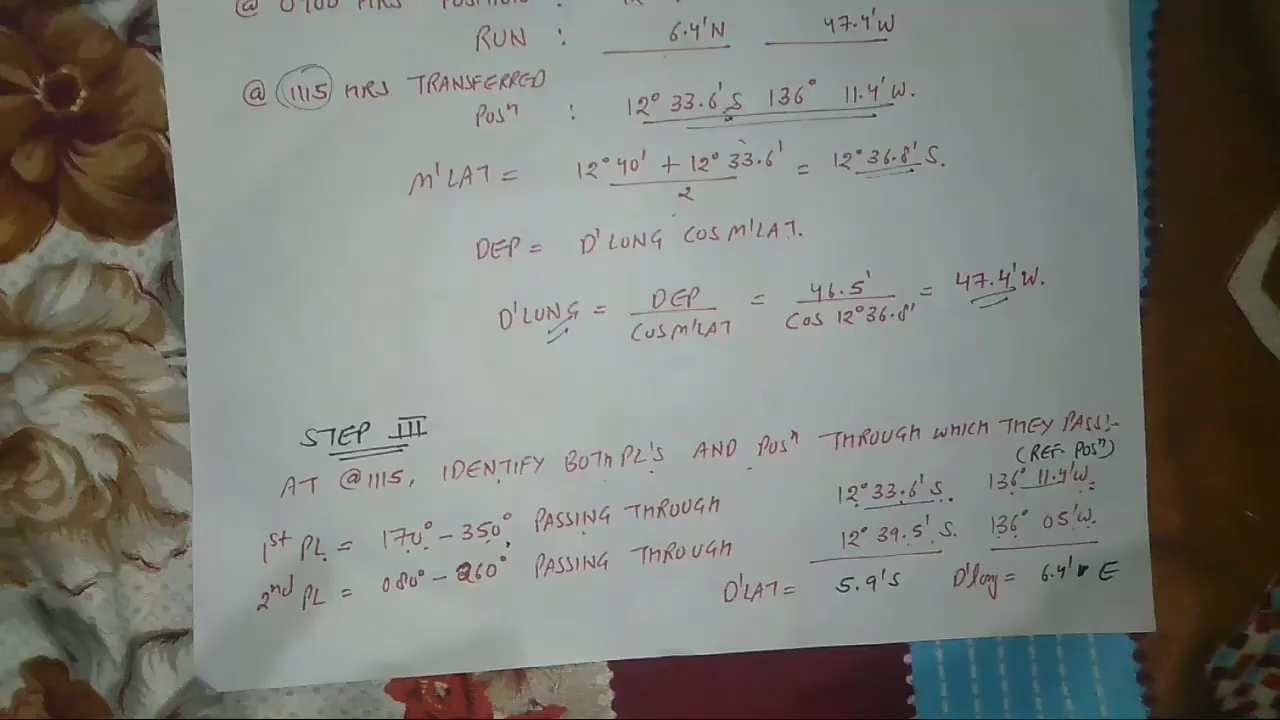 @ 0900 HRS POSITION :
RUN : 6.4'N 47.4'W
@ 1115 HRS TRANSFERRED
POSn : 12° 33.6'S 136° 11.4'W.
M'LAT = 12°40' + 12° 33.6' / 2 = 12°36.8' S.
DEP = D'LONG COS M'LAT.
D'LONG = DEP / COS M'LAT = 46.5' / COS 12°36.8' = 47.4'W.
STEP III
AT @1115, IDENTIFY BOTH PL'S AND POSn THROUGH WHICH THEY PASS:-
(REF. POSn)
1st PL = 170° - 350°, PASSING THROUGH 12° 33.6' S. 136° 11.4'W
2nd PL = 080° - 260° PASSING THROUGH 12° 39.5' S. 136° 05'W.
D'LAT = 5.9'S D'long = 6.4' E